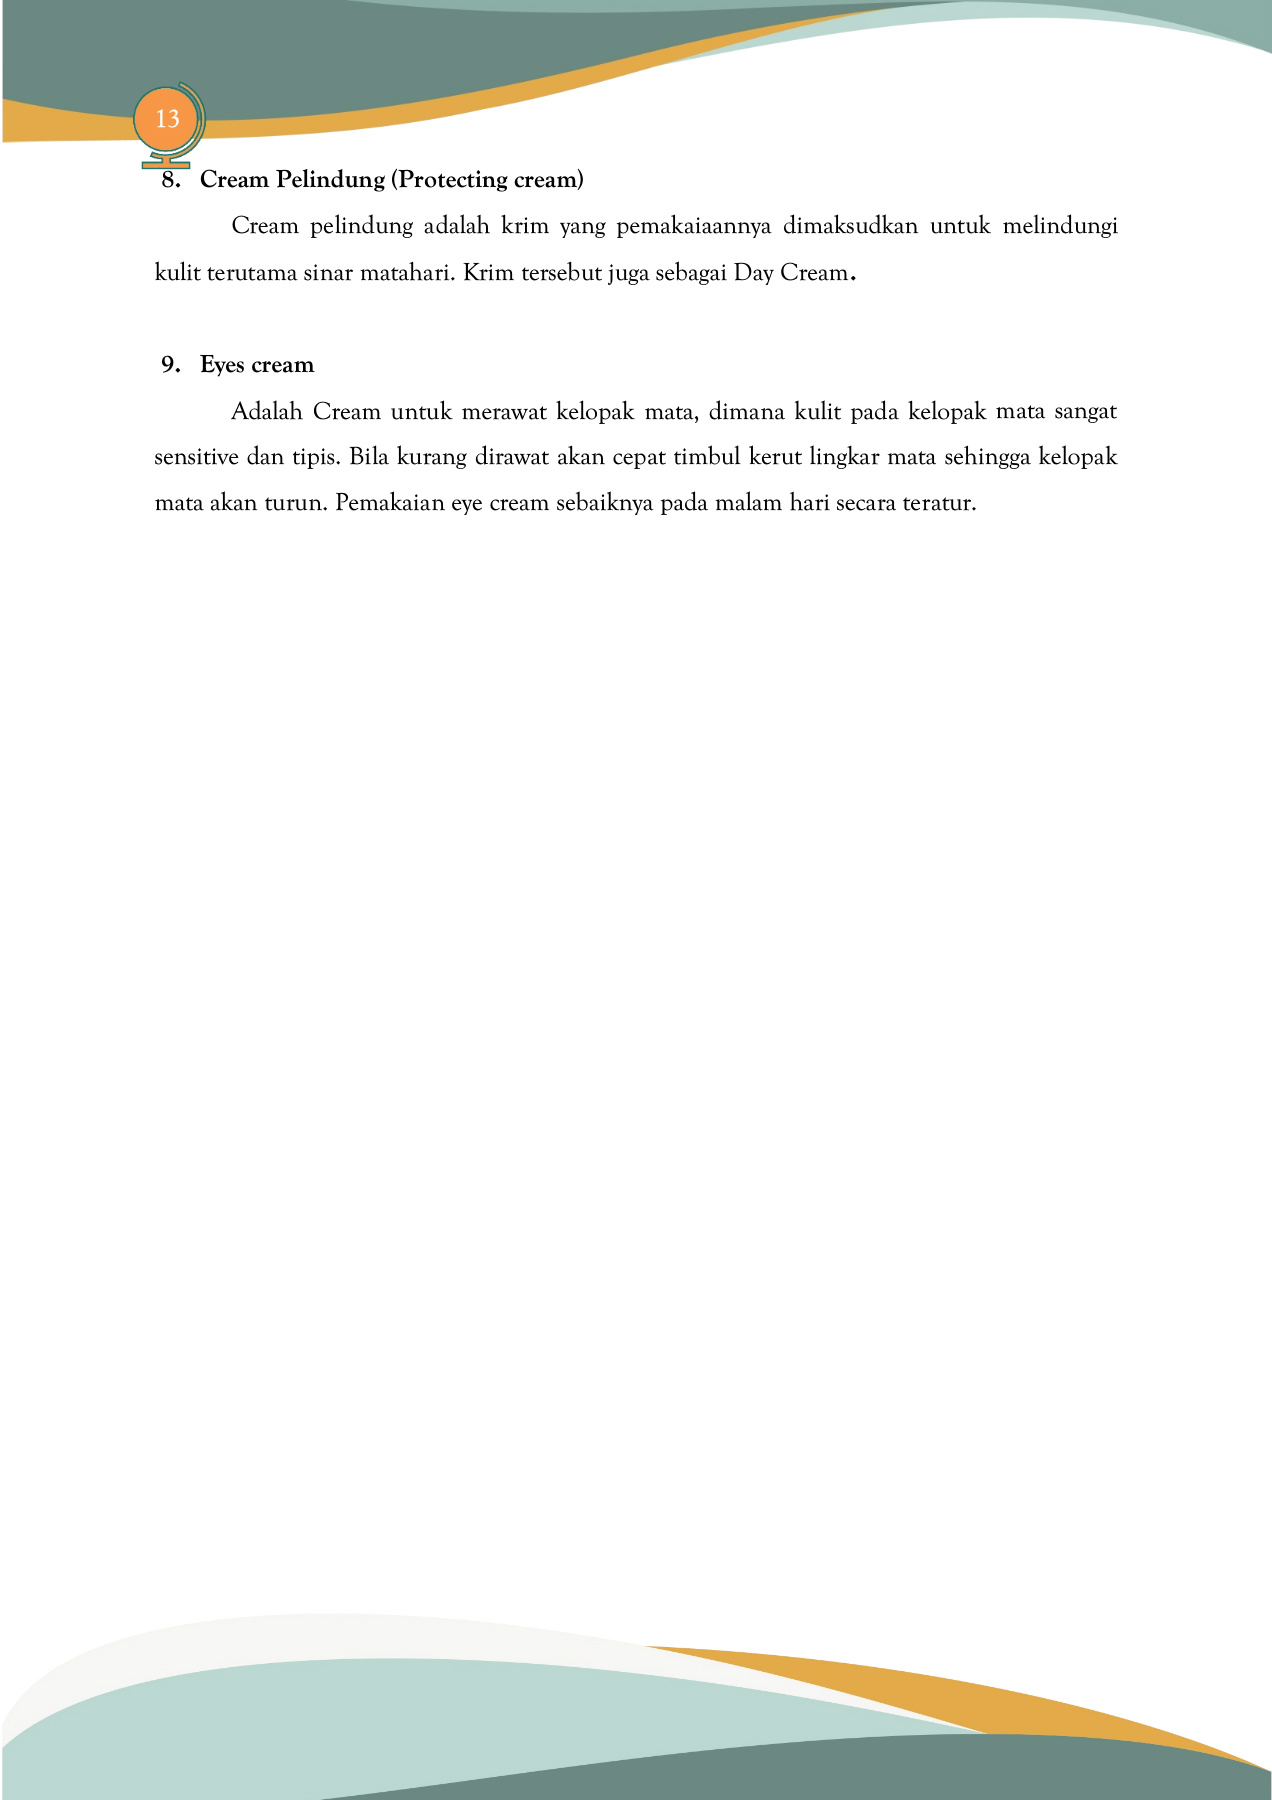 13
8. Cream Pelindung (Protecting cream)
Cream pelindung adalah krim yang pemakaiaannya dimaksudkan untuk melindungi
kulit terutama sinar matahari. Krim tersebut juga sebagai Day Cream.
9. Eyes cream
Adalah Cream untuk merawat kelopak mata, dimana kulit pada kelopak mata sangat
sensitive dan tipis. Bila kurang dirawat akan cepat timbul kerut lingkar mata sehingga kelopak
mata akan turun. Pemakaian eye cream sebaiknya pada malam hari secara teratur.